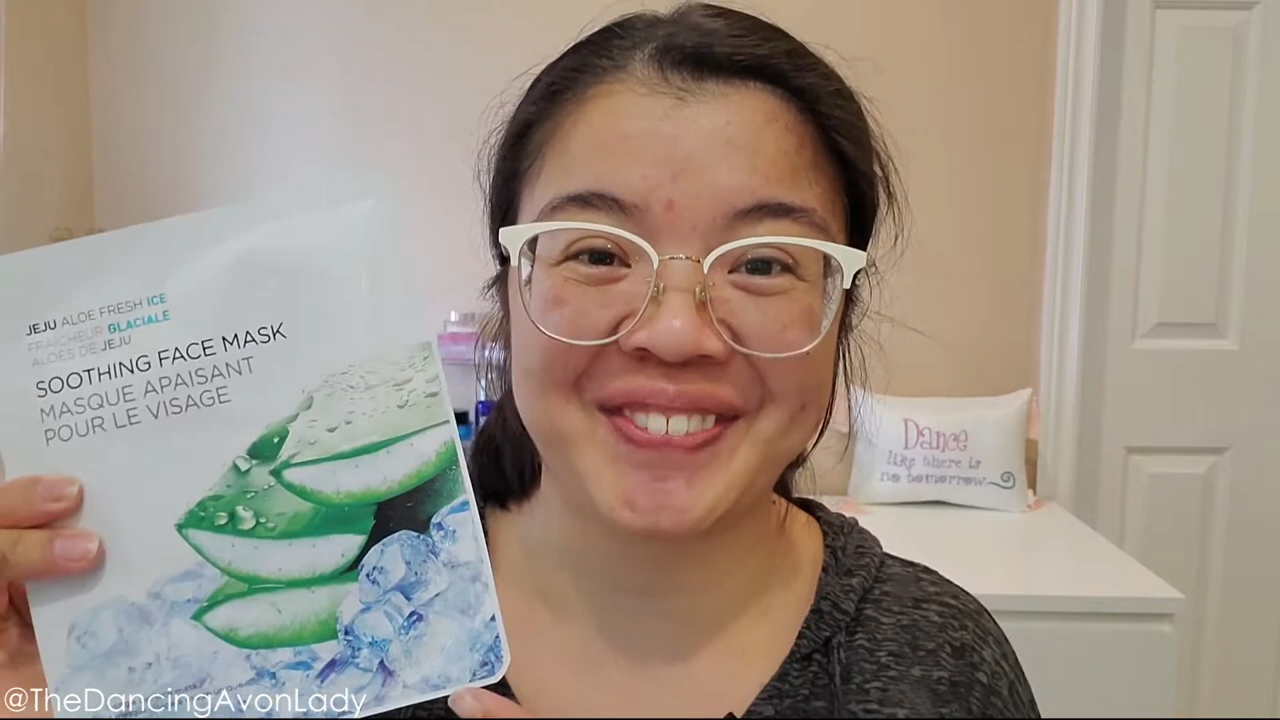 JEJU ALOE FRESH ICE
FRAÎCHEUR GLACIALE
ALOÈS DE JEJU
SOOTHING FACE MASK
MASQUE APAISANT
POUR LE VISAGE
Dance
like there is
no tomorrow
@TheDancingAvonLady